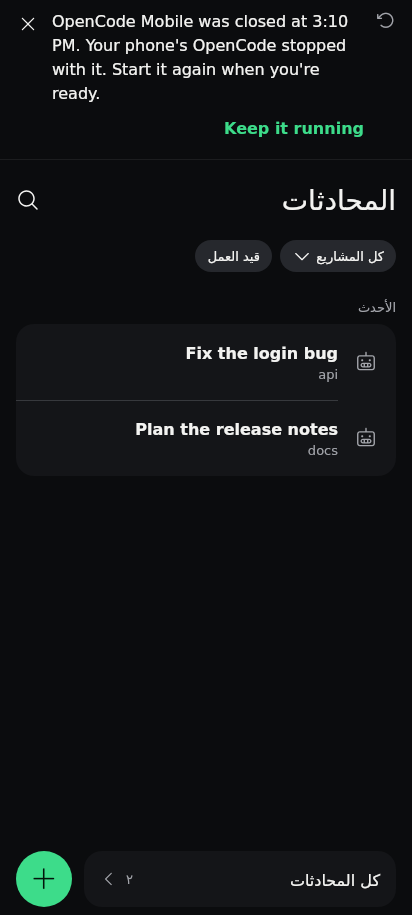 OpenCode Mobile was closed at 3:10
PM. Your phone's OpenCode stopped
with it. Start it again when you're
ready.
Keep it running
المحادثات
كل المشاريع
قيد العمل
الأحدث
Fix the login bug
api
Plan the release notes
docs
كل المحادثات
٢